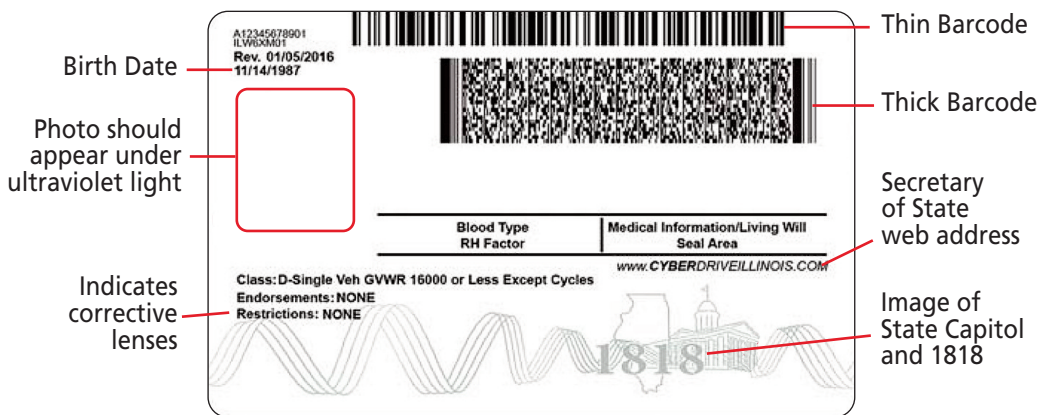 A12345678901
ILW6XM01
Rev. 01/05/2016
11/14/1987
Birth Date
Photo should
appear under
ultraviolet light
Indicates
corrective
lenses
Thin Barcode
Thick Barcode
Secretary
of State
web address
Image of
State Capitol
and 1818
Blood Type
RH Factor
Medical Information/Living Will
Seal Area
www.CYBERDRIVEILLINOIS.COM
Class:D-Single Veh GVWR 16000 or Less Except Cycles
Endorsements:NONE
Restrictions: NONE
1818